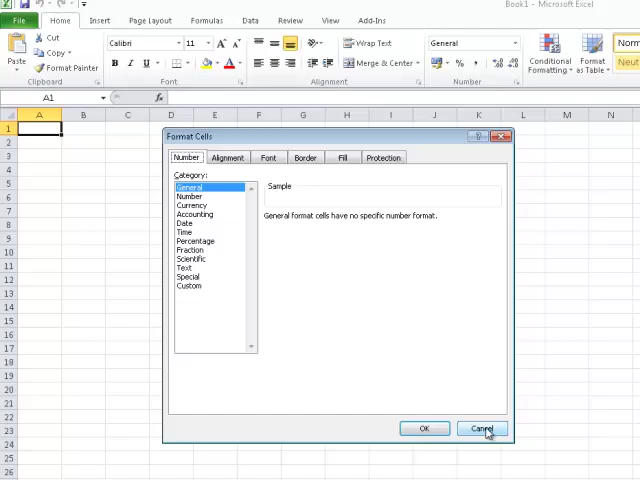 Book1 - Microsoft Excel
File Home Insert Page Layout Formulas Data Review View Add-Ins
Cut
Calibri 11 A A Wrap Text General Norm
Copy
Paste Format Painter B I U A Merge & Center % , Conditional Formatting Format as Table Neut
Clipboard Font Alignment Number
A1 fx
A B C D E F G H I J K L M N
1
2
3
4
5
6
7
8
9
10
11
12
13
14
15
16
17
18
19
20
21
22
23
24
25
26
Format Cells ?
Number Alignment Font Border Fill Protection
Category:
General
Number
Currency
Accounting
Date
Time
Percentage
Fraction
Scientific
Text
Special
Custom
Sample
General format cells have no specific number format.
OK Cancel